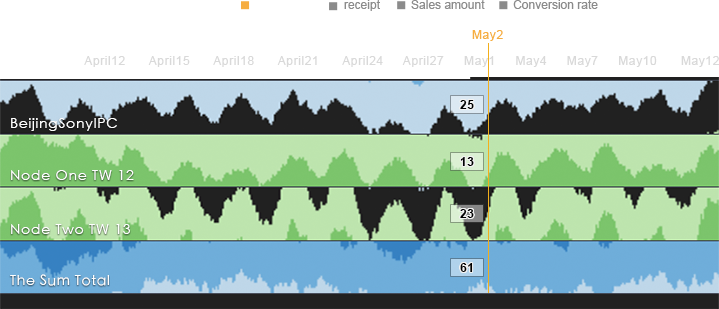 receipt Sales amount Conversion rate
May2
April12 April15 April18 April21 April24 April27 May1 May4 May7 May10 May12
25
BeijingSonyIPC
13
Node One TW 12
23
Node Two TW 13
61
The Sum Total